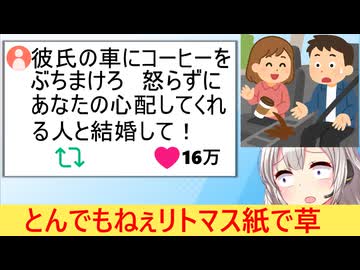 彼氏の車にコーヒーを
ぶちまけろ　怒らずに
あなたの心配してくれ
る人と結婚して！
16万
とんでもねぇリトマス紙で草